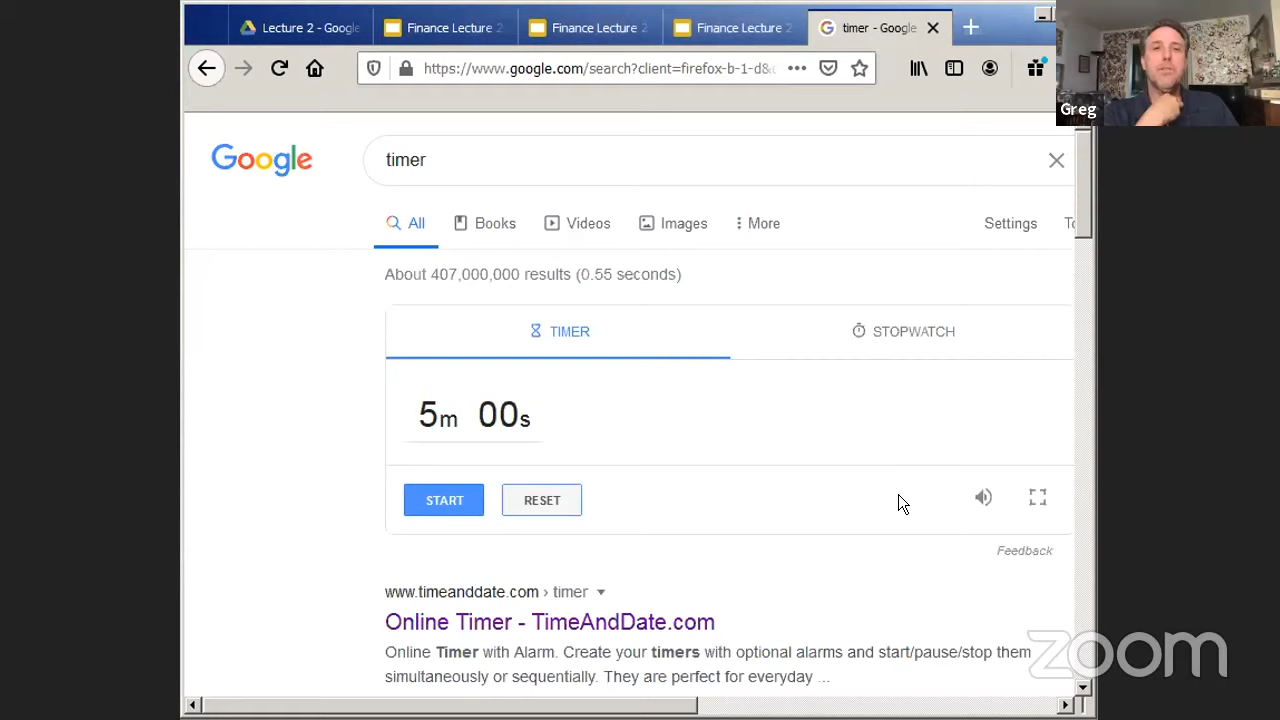 Lecture 2 - Google
Finance Lecture 2
Finance Lecture 2
Finance Lecture 2
timer - Google
https://www.google.com/search?client=firefox-b-1-d&
Greg
Google
timer
All
Books
Videos
Images
More
Settings
To
About 407,000,000 results (0.55 seconds)
TIMER
STOPWATCH
5m 00s
START
RESET
Feedback
www.timeanddate.com › timer
Online Timer - TimeAndDate.com
Online Timer with Alarm. Create your timers with optional alarms and start/pause/stop them
simultaneously or sequentially. They are perfect for everyday ...
zoom